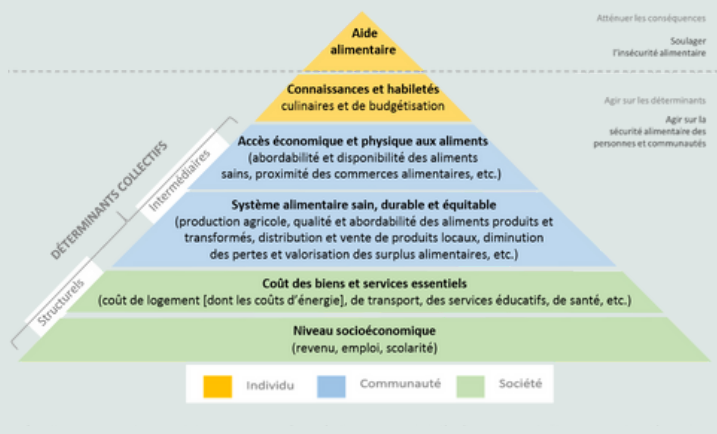 Aide
alimentaire
Atténuer les conséquences
Soulager
l'insécurité alimentaire
Connaissances et habiletés
culinaires et de budgétisation
Agir sur les déterminants
Agir sur la
sécurité alimentaire des
personnes et communautés
DÉTERMINANTS COLLECTIFS
Intermédiaires
Accès économique et physique aux aliments
(abordabilité et disponibilité des aliments
sains, proximité des commerces alimentaires, etc.)
Système alimentaire sain, durable et équitable
(production agricole, qualité et abordabilité des aliments produits et
transformés, distribution et vente de produits locaux, diminution
des pertes et valorisation des surplus alimentaires, etc.)
Structurels
Coût des biens et services essentiels
(coût de logement [dont les coûts d'énergie], de transport, des services éducatifs, de santé, etc.)
Niveau socioéconomique
(revenu, emploi, scolarité)
Individu
Communauté
Société